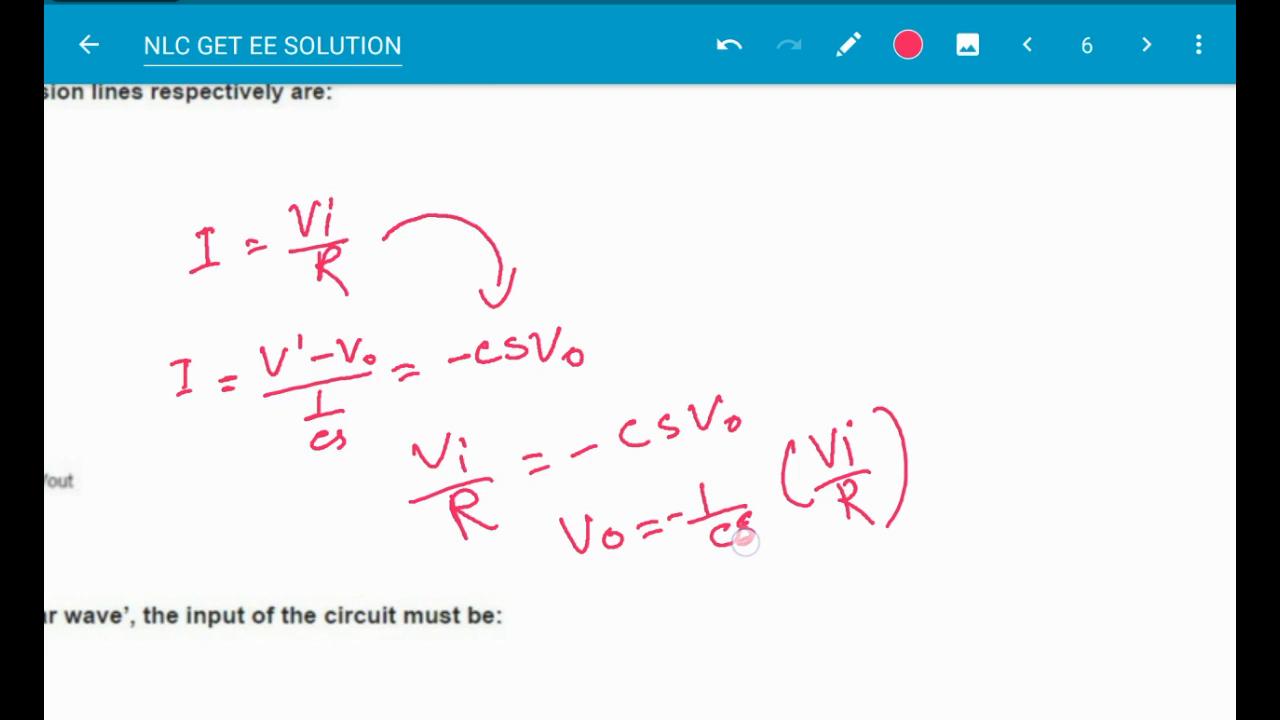 NLC GET EE SOLUTION
6
sion lines respectively are:
I = Vi/R
I = (V' - Vo)/(1/cs) = -csVo
Vi/R = -csVo
Vo = -1/cs (Vi/R)
Vout
ar wave', the input of the circuit must be: